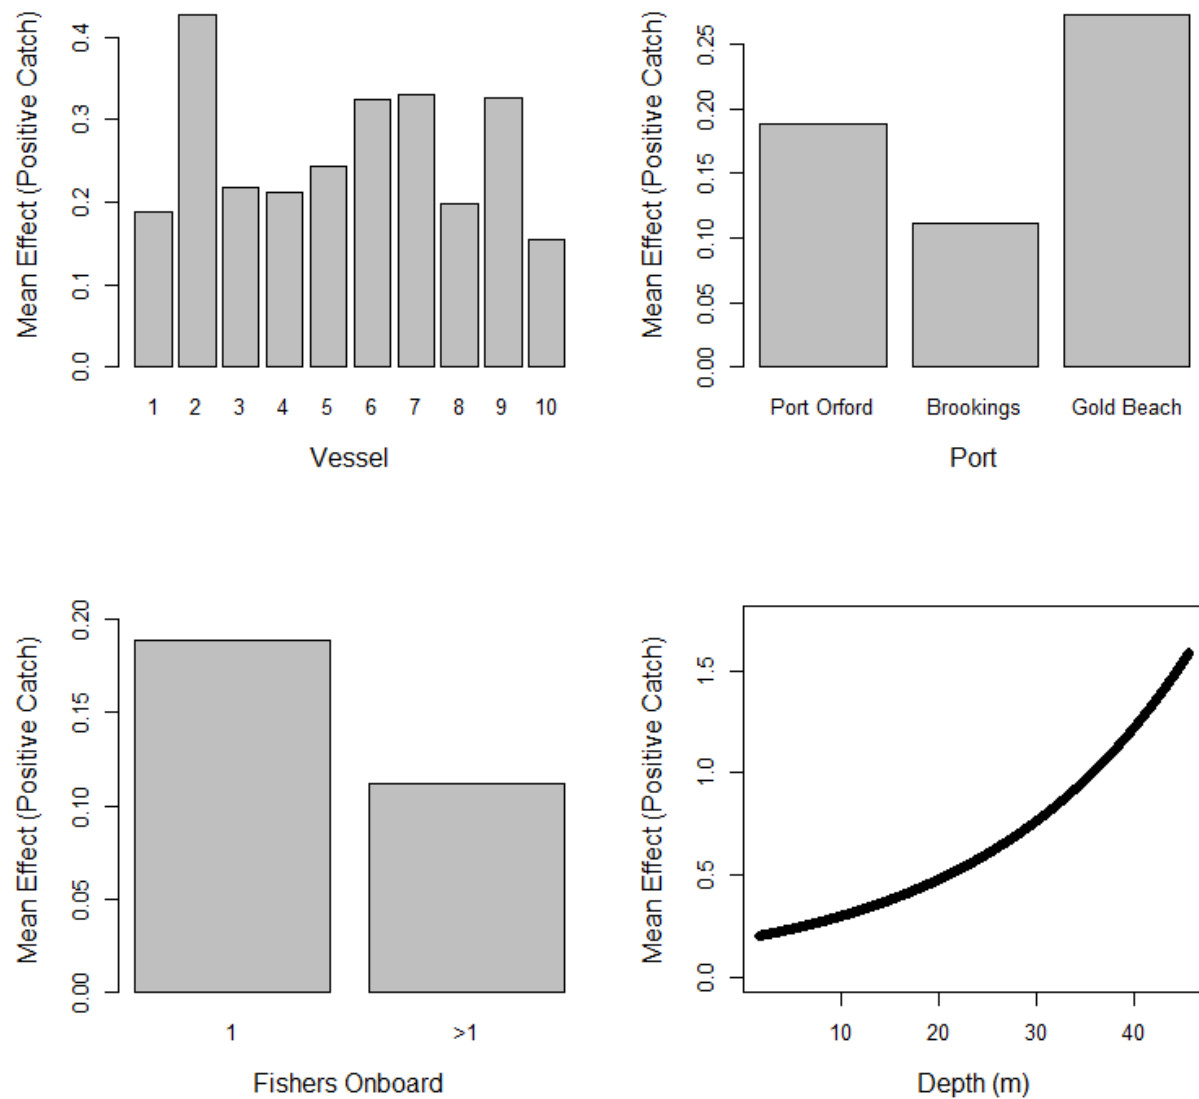 Mean Effect (Positive Catch)
0.4
0.3
0.2
0.1
0.0
1 2 3 4 5 6 7 8 9 10
Vessel
Mean Effect (Positive Catch)
0.25
0.20
0.15
0.10
0.05
0.00
Port Orford Brookings Gold Beach
Port
Mean Effect (Positive Catch)
0.20
0.15
0.10
0.05
0.00
1 >1
Fishers Onboard
Mean Effect (Positive Catch)
1.5
1.0
0.5
0.0
10 20 30 40
Depth (m)